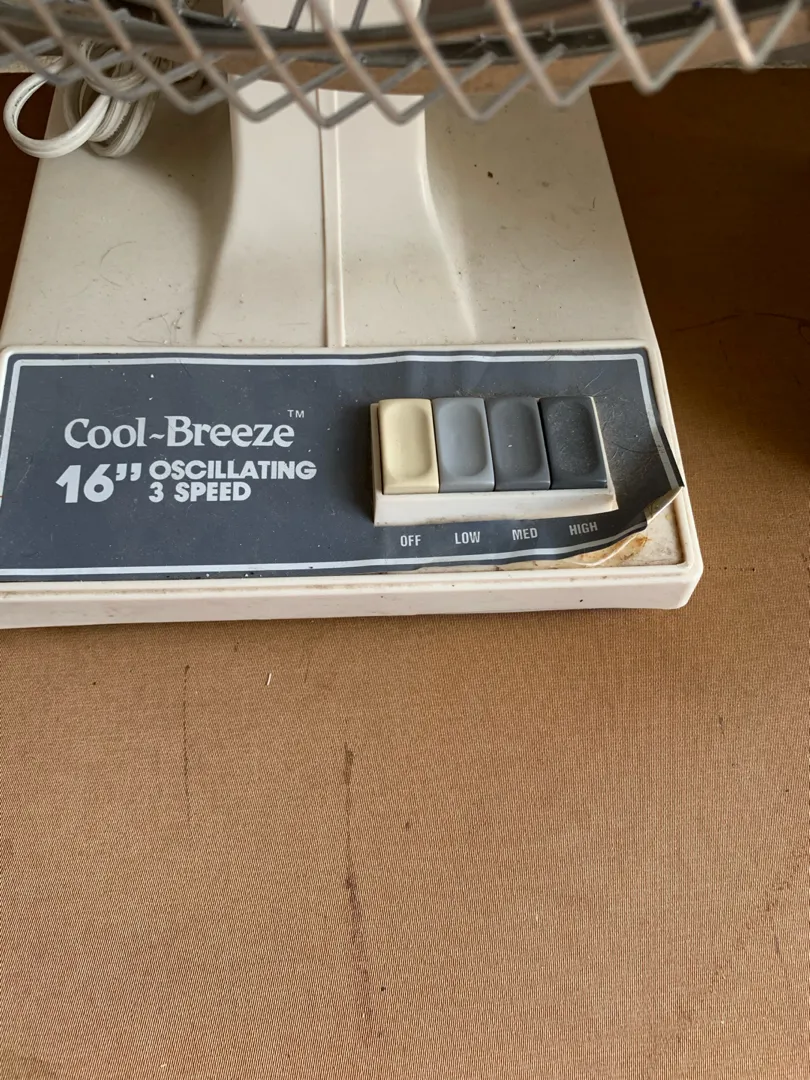 Cool~Breeze™
16” OSCILLATING
3 SPEED
OFF LOW MED HIGH